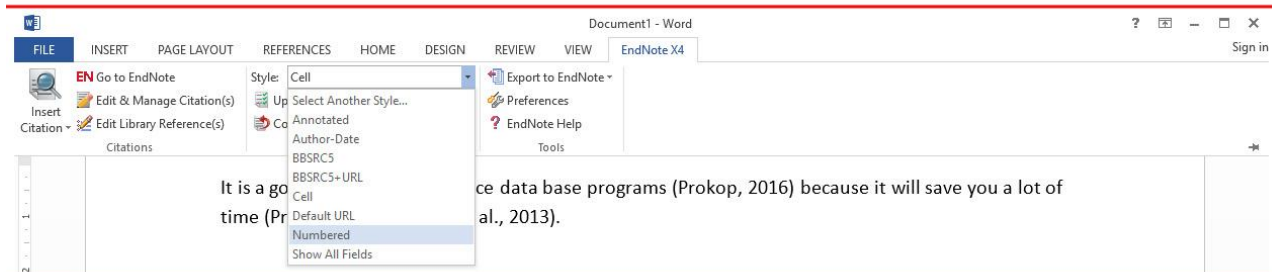 Document1 - Word
FILE INSERT PAGE LAYOUT REFERENCES HOME DESIGN REVIEW VIEW EndNote X4 Sign in
EN Go to EndNote Style: Cell Export to EndNote
Insert Citation Edit & Manage Citation(s) Up Select Another Style... Preferences
Edit Library Reference(s) Co Annotated ? EndNote Help
Author-Date
Citations Tools
BBSRC5
BBSRC5+URL
It is a go ce data base programs (Prokop, 2016) because it will save you a lot of
Cell
Default URL
time (Pr al., 2013).
Numbered
Show All Fields